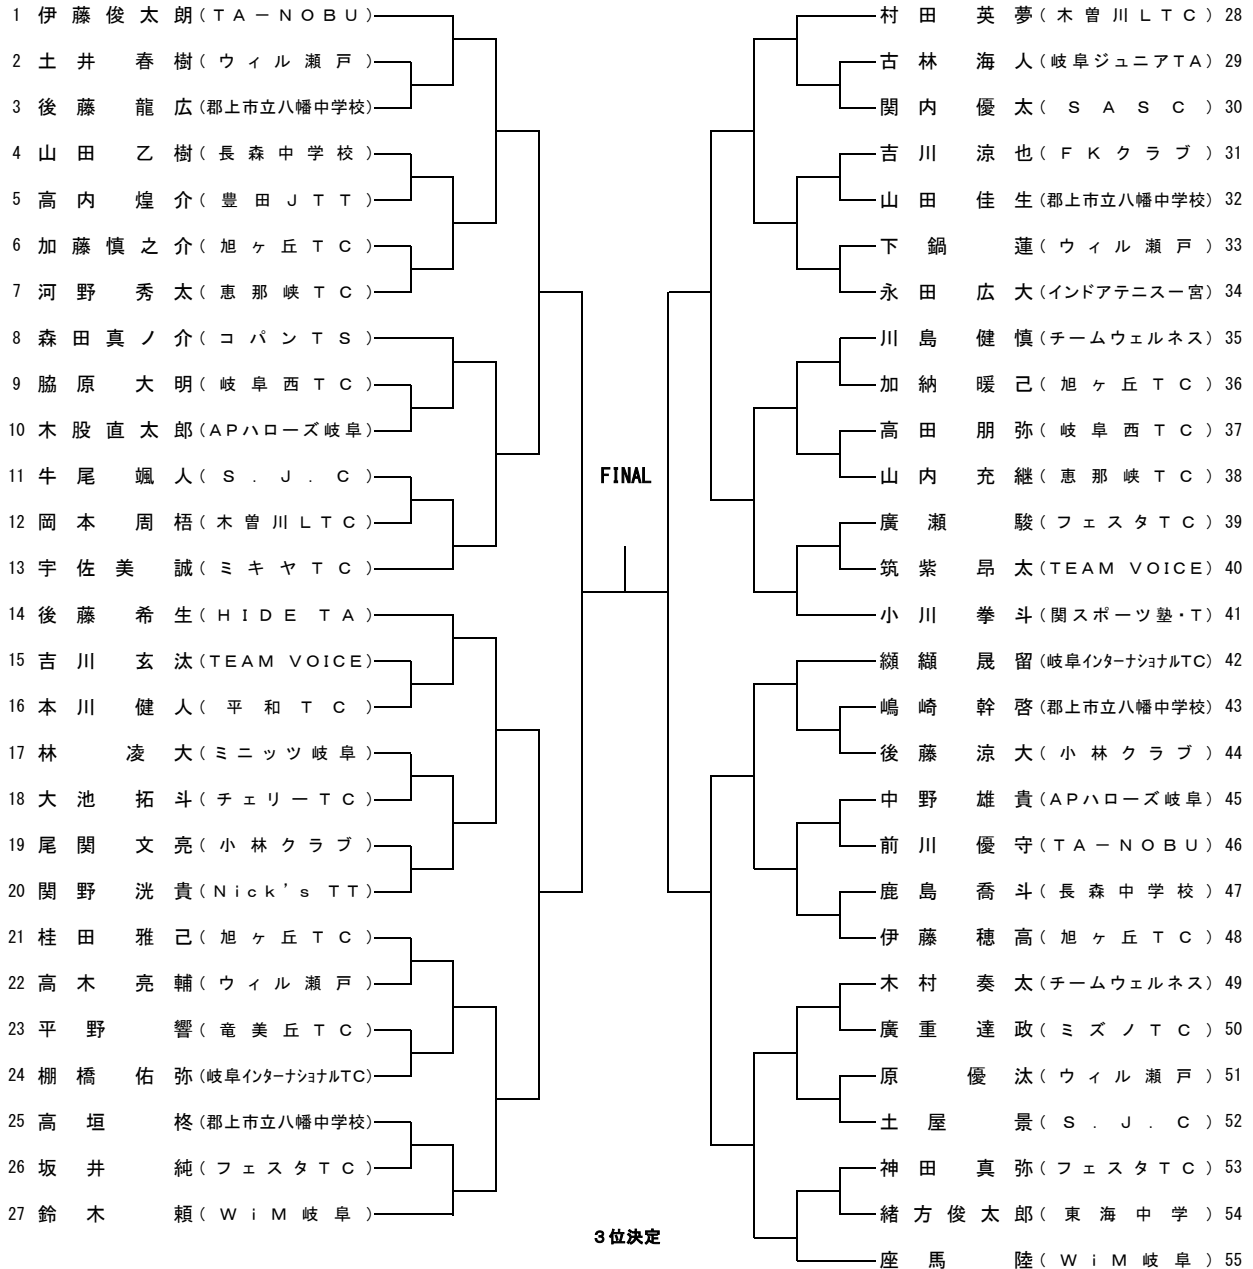 1 伊藤俊太朗(TA－NOBU)
2 土井春樹(ウィル瀬戸)
3 後藤龍広(郡上市立八幡中学校)
4 山田乙樹(長森中学校)
5 高内煌介(豊田JTT)
6 加藤慎之介(旭ヶ丘TC)
7 河野秀太(恵那峡TC)
8 森田真ノ介(コパンTS)
9 脇原大明(岐阜西TC)
10 木股直太郎(APハローズ岐阜)
11 牛尾颯人(S.J.C)
12 岡本周梧(木曽川LTC)
13 宇佐美誠(ミキヤTC)
14 後藤希生(HIDE TA)
15 吉川玄汰(TEAM VOICE)
16 本川健人(平和TC)
17 林凌大(ミニッツ岐阜)
18 大池拓斗(チェリーTC)
19 尾関文亮(小林クラブ)
20 関野洸貴(Nick's TT)
21 桂田雅己(旭ヶ丘TC)
22 高木亮輔(ウィル瀬戸)
23 平野響(竜美丘TC)
24 棚橋佑弥(岐阜インターナショナルTC)
25 高垣柊(郡上市立八幡中学校)
26 坂井純(フェスタTC)
27 鈴木頼(WiM岐阜)
FINAL
3位決定
村田英夢(木曽川LTC) 28
古林海人(岐阜ジュニアTA) 29
関内優太(SASC) 30
吉川涼也(FKクラブ) 31
山田佳生(郡上市立八幡中学校) 32
下鍋蓮(ウィル瀬戸) 33
永田広大(インドアテニス一宮) 34
川島健慎(チームウェルネス) 35
加納暖己(旭ヶ丘TC) 36
高田朋弥(岐阜西TC) 37
山内充継(恵那峡TC) 38
廣瀬駿(フェスタTC) 39
筑紫昂太(TEAM VOICE) 40
小川拳斗(関スポーツ塾・T) 41
纐纈晟留(岐阜インターナショナルTC) 42
嶋崎幹啓(郡上市立八幡中学校) 43
後藤涼大(小林クラブ) 44
中野雄貴(APハローズ岐阜) 45
前川優守(TA－NOBU) 46
鹿島喬斗(長森中学校) 47
伊藤穂高(旭ヶ丘TC) 48
木村奏太(チームウェルネス) 49
廣重達政(ミズノTC) 50
原優汰(ウィル瀬戸) 51
土屋景(S.J.C) 52
神田真弥(フェスタTC) 53
緒方俊太郎(東海中学) 54
座馬陸(WiM岐阜) 55